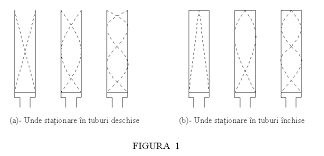 (a)- Unde staţionare în tuburi deschise
(b)- Unde staţionare în tuburi închise
FIGURA 1